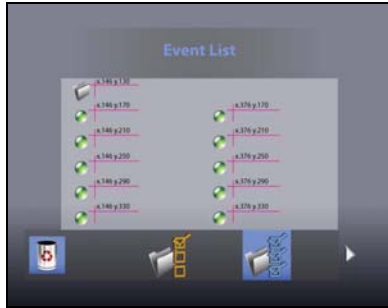 Event List
x.146 y.130
x.146 y.170 x.376 y.170
x.146 y.210 x.376 y.210
x.146 y.250 x.376 y.250
x.146 y.290 x.376 y.290
x.146 y.330 x.376 y.330